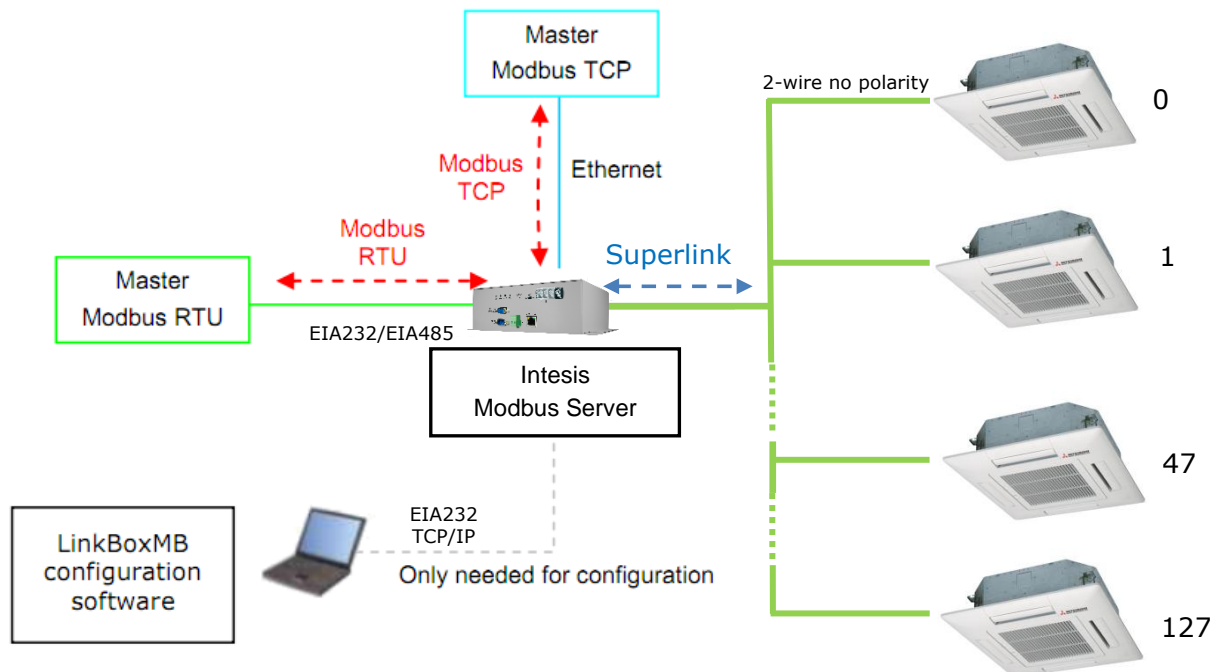 Master
Modbus TCP
2-wire no polarity
0
Modbus
TCP
Ethernet
Modbus
RTU
Superlink
1
Master
Modbus RTU
EIA232/EIA485
Intesis
Modbus Server
47
LinkBoxMB
configuration
software
EIA232
TCP/IP
Only needed for configuration
127